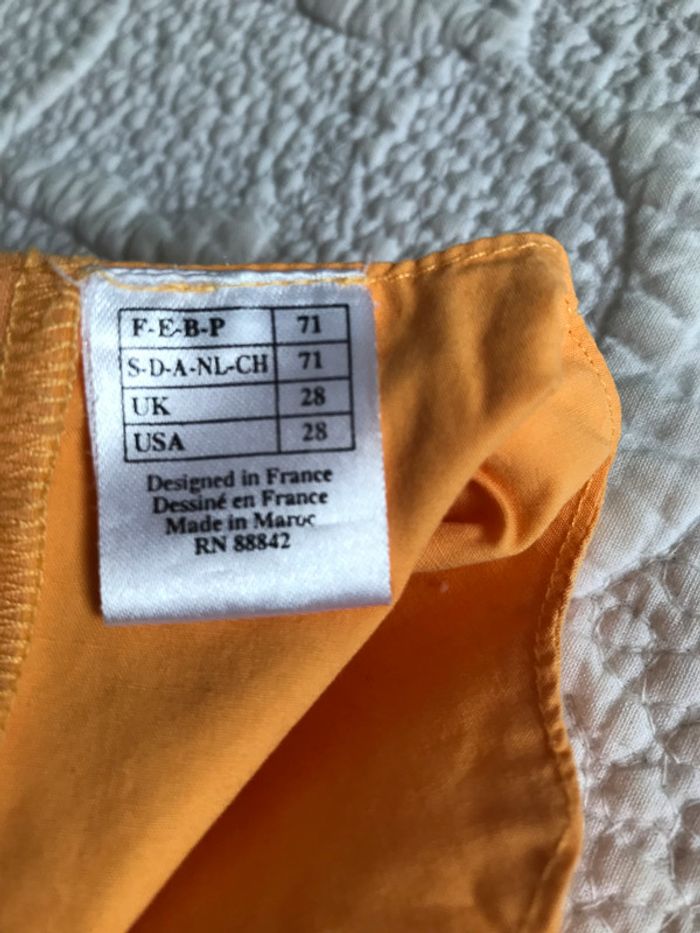 F-E-B-P 71
S-D-A-NL-CH 71
UK 28
USA 28
Designed in France
Dessiné en France
Made in Maroc
RN 88842